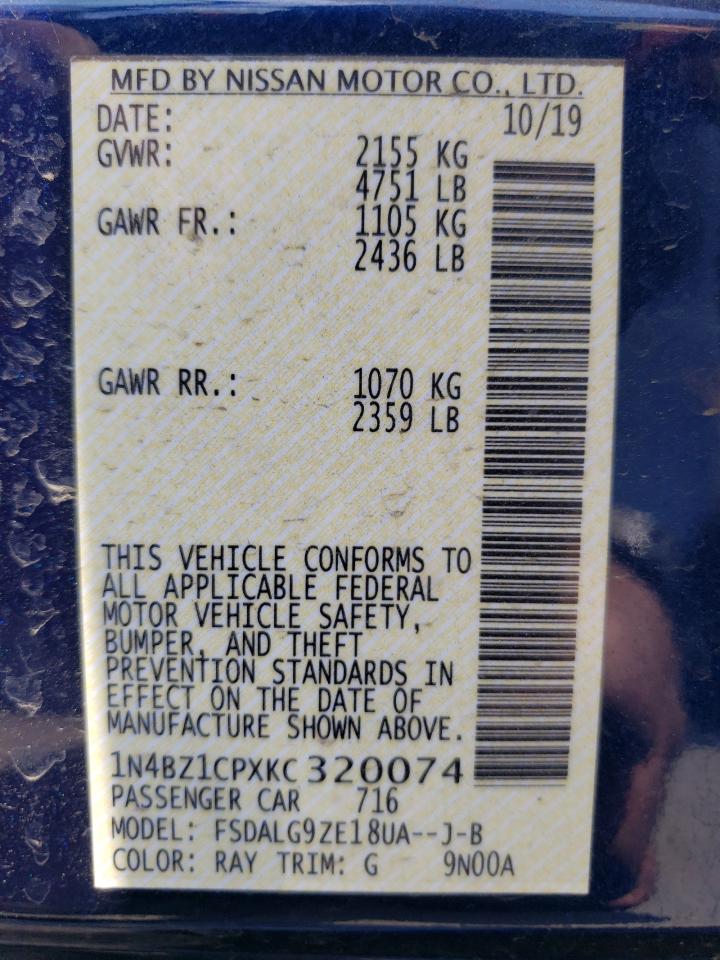 MFD BY NISSAN MOTOR CO., LTD.
DATE: 10/19
GVWR: 2155 KG
4751 LB
GAWR FR.: 1105 KG
2436 LB
GAWR RR.: 1070 KG
2359 LB
THIS VEHICLE CONFORMS TO
ALL APPLICABLE FEDERAL
MOTOR VEHICLE SAFETY,
BUMPER, AND THEFT
PREVENTION STANDARDS IN
EFFECT ON THE DATE OF
MANUFACTURE SHOWN ABOVE.
1N4BZ1CPXKC 320074
PASSENGER CAR 716
MODEL: FSDALG9ZE18UA--J-B
COLOR: RAY TRIM: G 9N00A